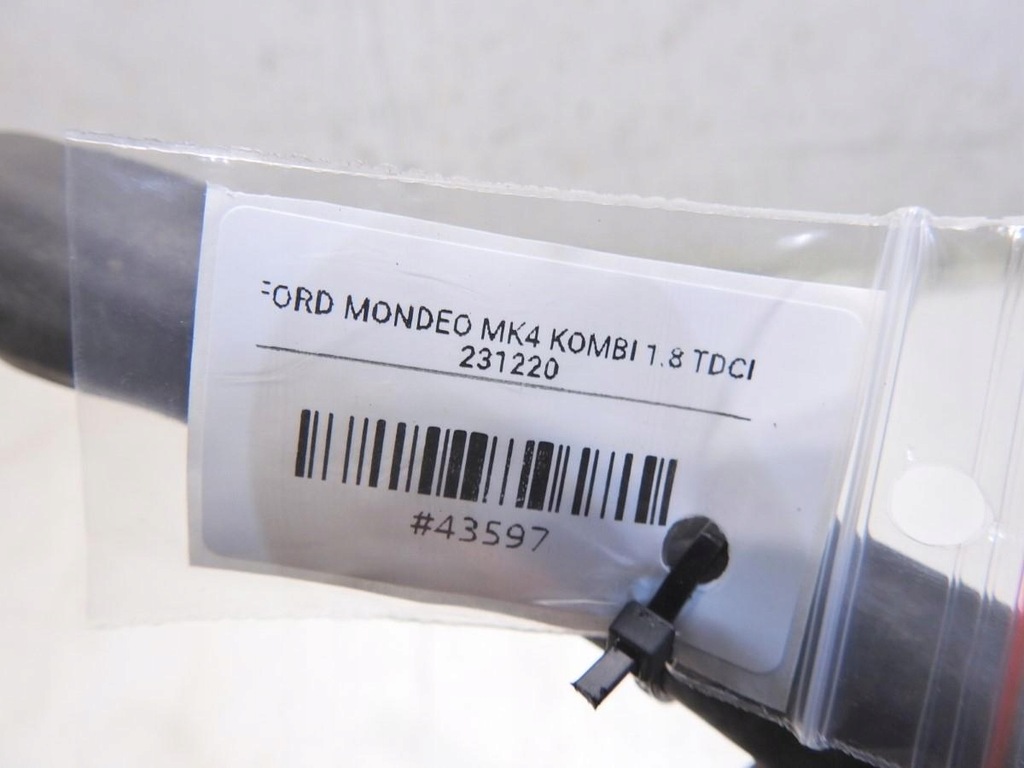 FORD MONDEO MK4 KOMBI 1.8 TDCI
231220
#43597